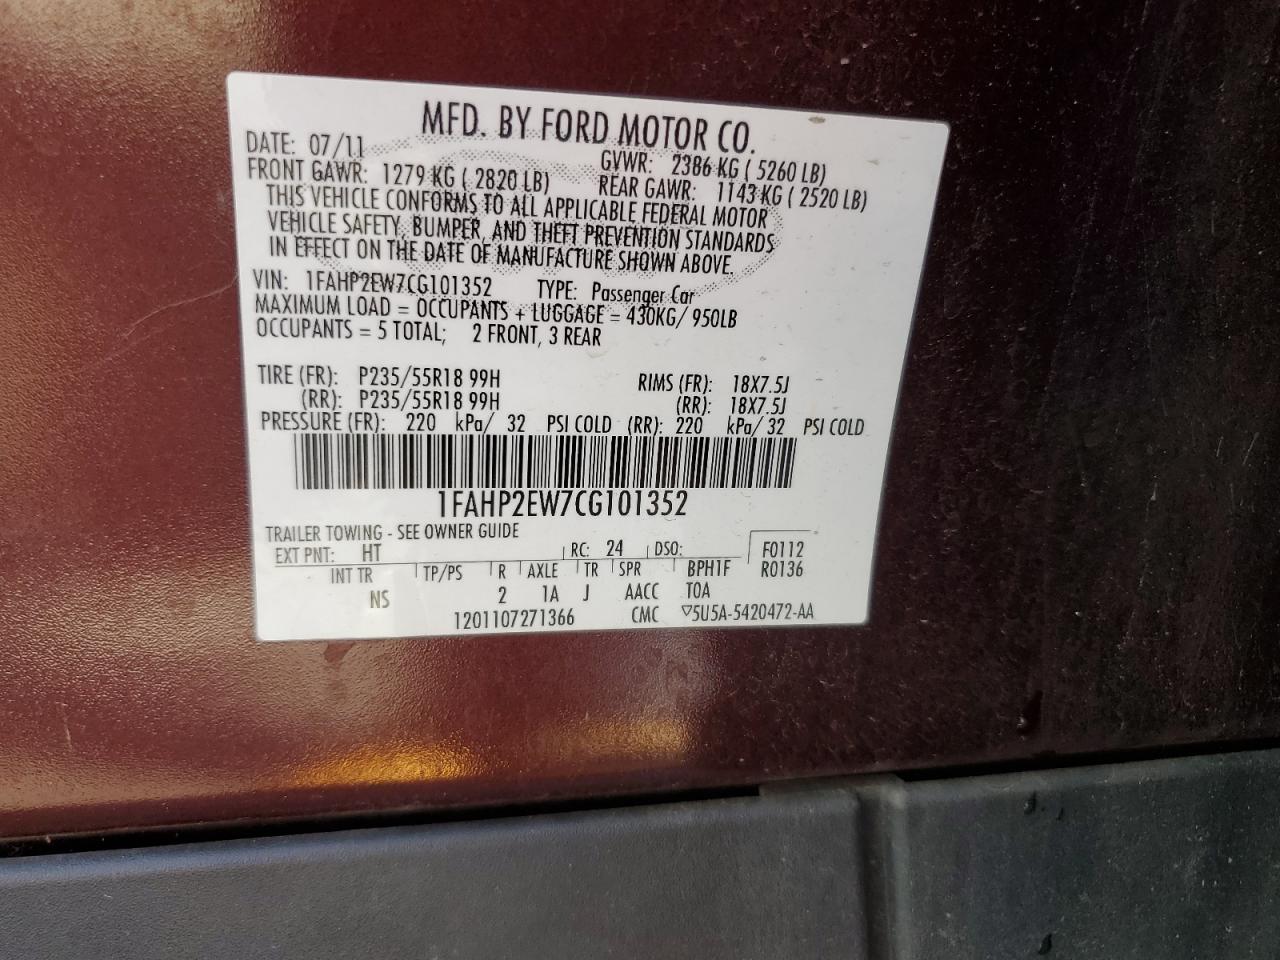 MFD. BY FORD MOTOR CO.
DATE: 07/11 GVWR: 2386 KG ( 5260 LB)
FRONT GAWR: 1279 KG ( 2820 LB) REAR GAWR: 1143 KG ( 2520 LB)
THIS VEHICLE CONFORMS TO ALL APPLICABLE FEDERAL MOTOR
VEHICLE SAFETY, BUMPER, AND THEFT PREVENTION STANDARDS
IN EFFECT ON THE DATE OF MANUFACTURE SHOWN ABOVE.
VIN: 1FAHP2EW7CG101352 TYPE: Passenger Car
MAXIMUM LOAD = OCCUPANTS + LUGGAGE = 430KG/ 950LB
OCCUPANTS = 5 TOTAL; 2 FRONT, 3 REAR
TIRE (FR): P235/55R18 99H RIMS (FR): 18X7.5J
(RR): P235/55R18 99H (RR): 18X7.5J
PRESSURE (FR): 220 kPa/ 32 PSI COLD (RR): 220 kPa/ 32 PSI COLD
1FAHP2EW7CG101352
TRAILER TOWING - SEE OWNER GUIDE
EXT PNT: HT RC: 24 DSO: F0112
INT TR TP/PS R AXLE TR SPR BPH1F R0136
NS 2 1A J AACC TOA
1201107271366 CMC ▽5U5A-5420472-AA